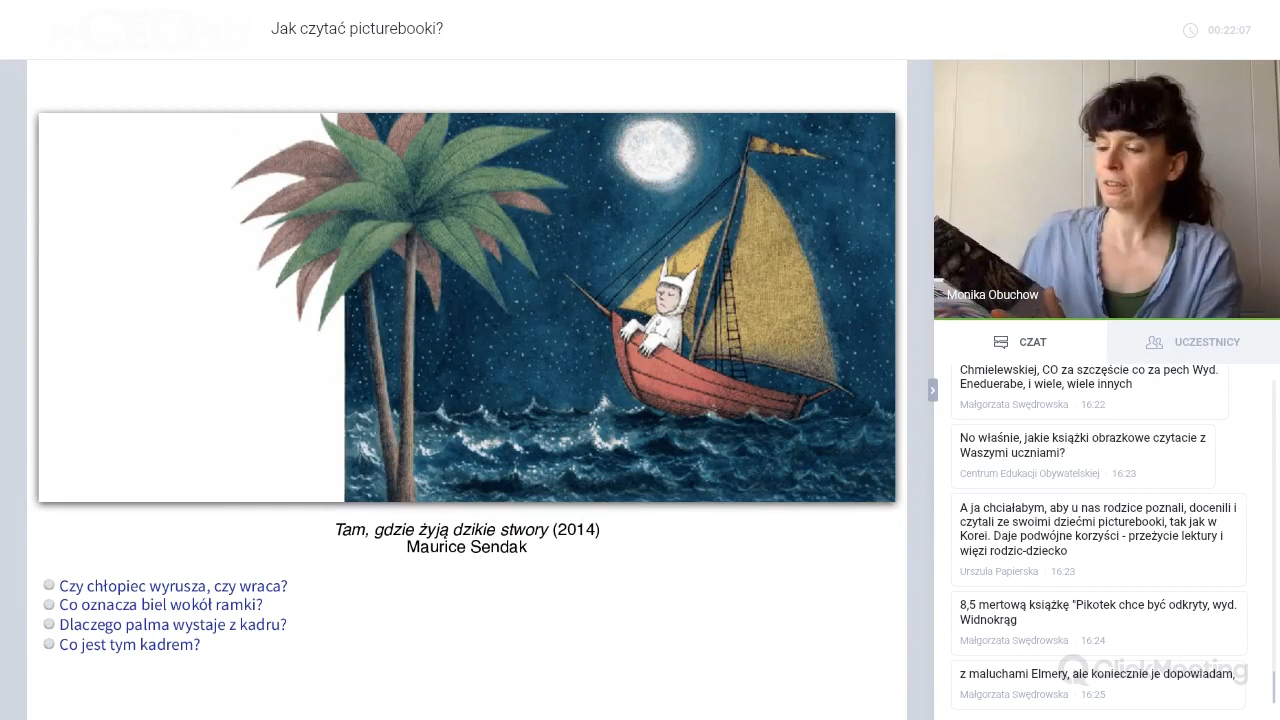 Jak czytać picturebooki?
00:22:07
Tam, gdzie żyją dzikie stwory (2014)
Maurice Sendak
Czy chłopiec wyrusza, czy wraca?
Co oznacza biel wokół ramki?
Dlaczego palma wystaje z kadru?
Co jest tym kadrem?
Monika Obuchow
CZAT
UCZESTNICY
Chmielewskiej, CO za szczęście co za pech Wyd.
Eneduerabe, i wiele, wiele innych
Małgorzata Swędrowska · 16:22
No właśnie, jakie książki obrazkowe czytacie z
Waszymi uczniami?
Centrum Edukacji Obywatelskiej · 16:23
A ja chciałabym, aby u nas rodzice poznali, docenili i
czytali ze swoimi dziećmi picturebooki, tak jak w
Korei. Daje podwójne korzyści - przeżycie lektury i
więzi rodzic-dziecko
Urszula Papierska · 16:23
8,5 mertową książkę "Pikotek chce być odkryty, wyd.
Widnokrąg
Małgorzata Swędrowska · 16:24
z maluchami Elmery, ale koniecznie je dopowiadam,
Małgorzata Swędrowska · 16:25
ClickMeeting